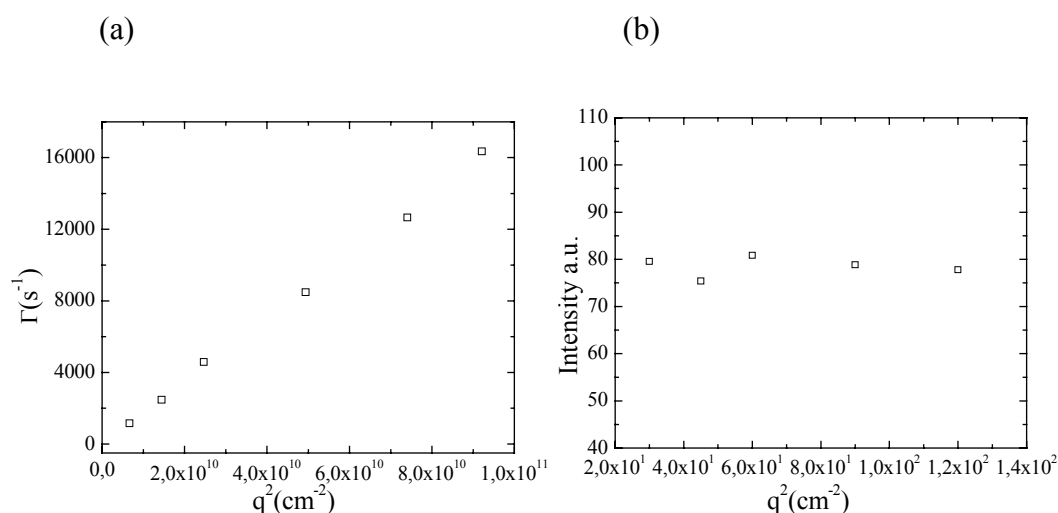 (a)
(b)
Γ(s⁻¹)
16000
12000
8000
4000
0
0,0 2,0x10¹⁰ 4,0x10¹⁰ 6,0x10¹⁰ 8,0x10¹⁰ 1,0x10¹¹
q²(cm⁻²)
Intensity a.u.
110
100
90
80
70
60
50
40
2,0x10¹ 4,0x10¹ 6,0x10¹ 8,0x10¹ 1,0x10² 1,2x10² 1,4x10²
q²(cm⁻²)